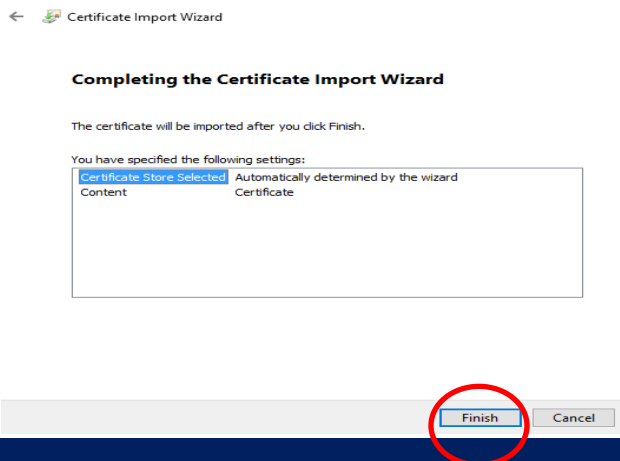 Certificate Import Wizard
Completing the Certificate Import Wizard
The certificate will be imported after you click Finish.
You have specified the following settings:
Certificate Store Selected Automatically determined by the wizard
Content Certificate
Finish Cancel